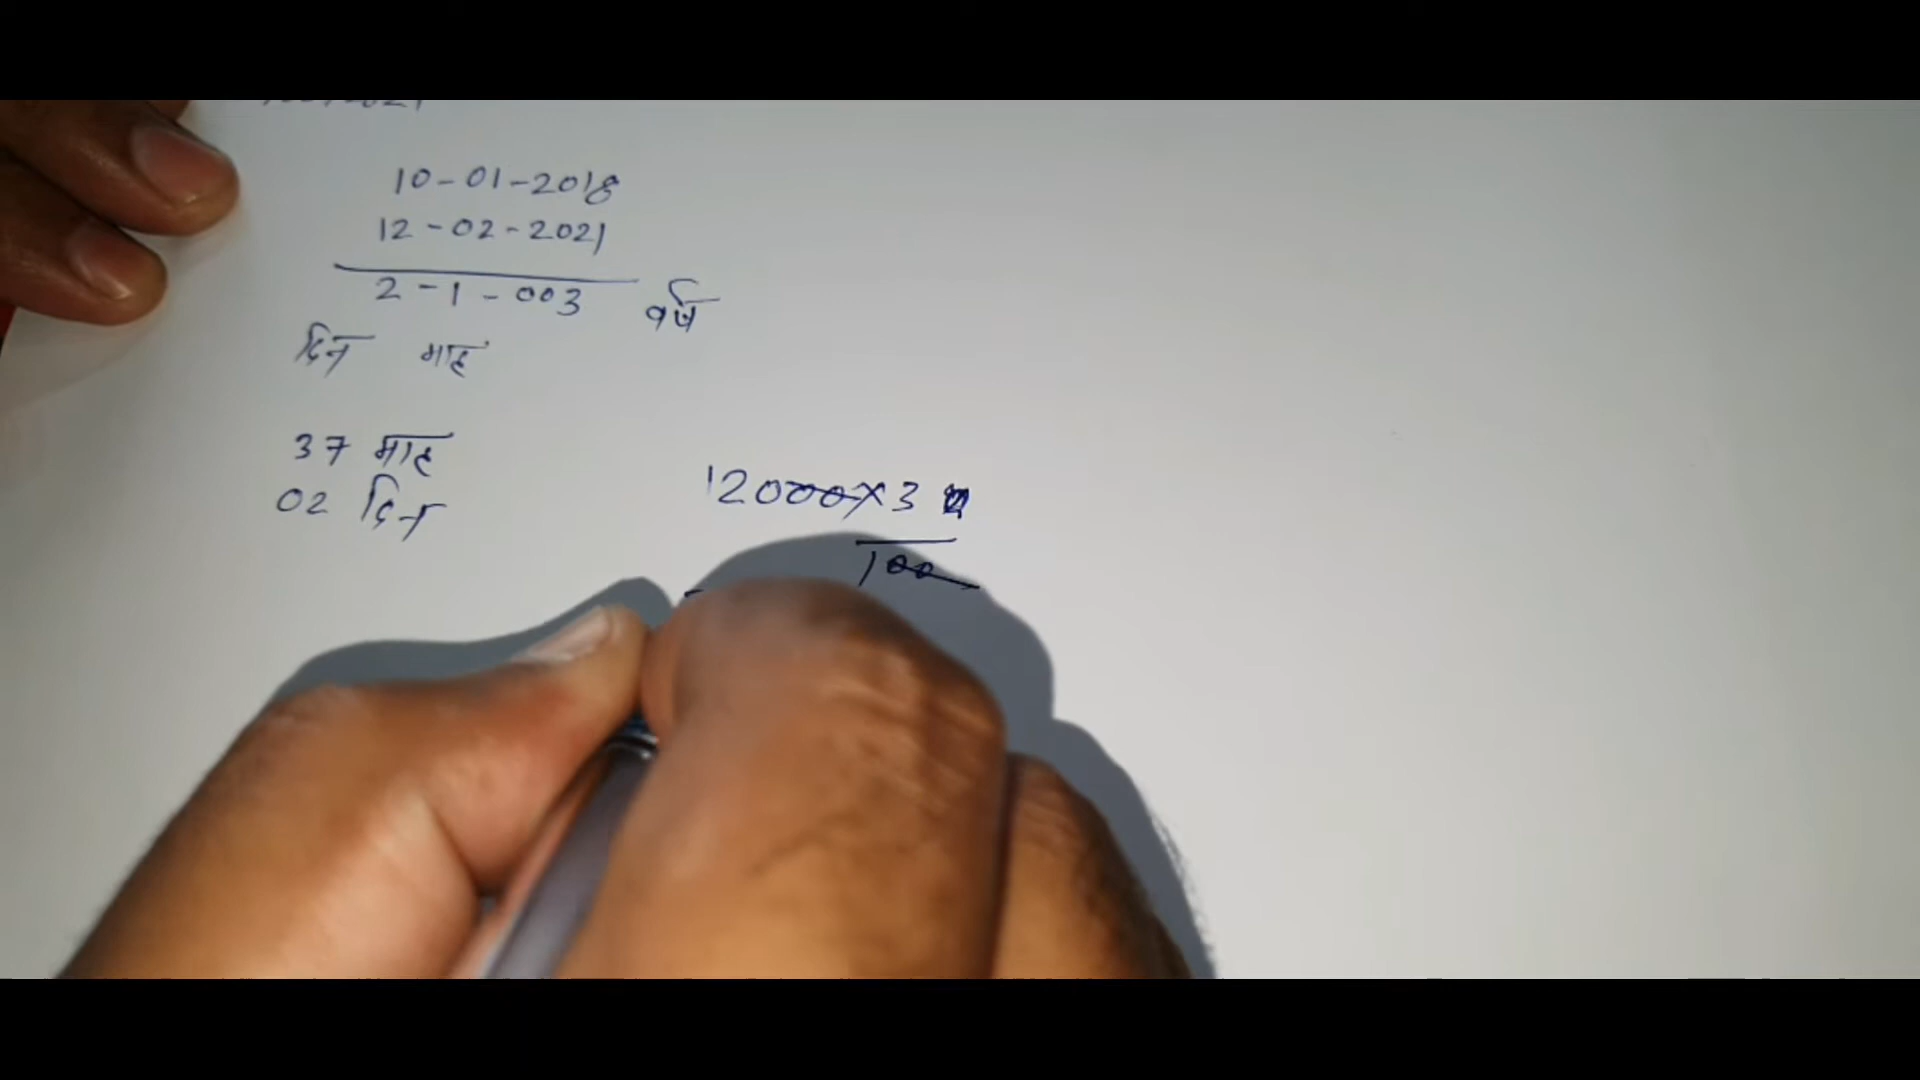 10-01-2018
12-02-2021
2-1-003 वर्ष
दिन माह
37 माह
02 दिन
12000×3
100